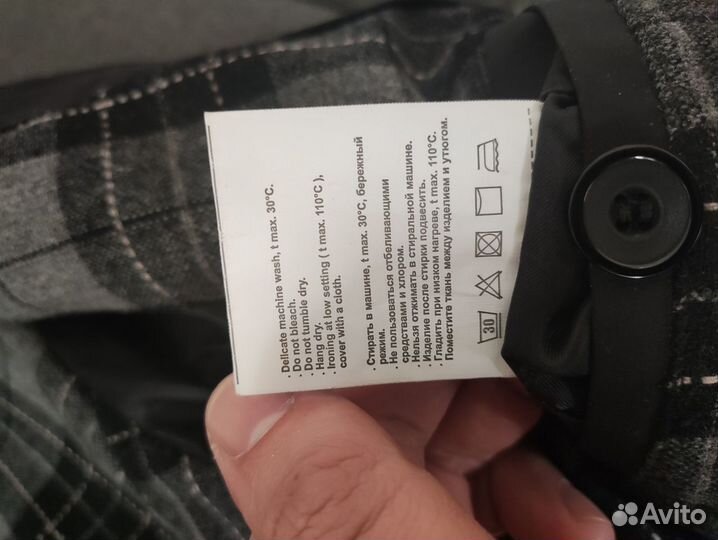 · Delicate machine wash, t max. 30°C.
· Do not bleach.
· Do not tumble dry.
· Hang dry.
· Ironing at low setting ( t max. 110°C ),
cover with a cloth.
· Стирать в машине, t max. 30°C, бережный
режим.
· Не пользоваться отбеливающими
средствами и хлором.
· Нельзя отжимать в стиральной машине.
· Изделие после стирки подвесить.
· Гладить при низком нагреве, t max. 110°C.
· Поместите ткань между изделием и утюгом.
30
Avito